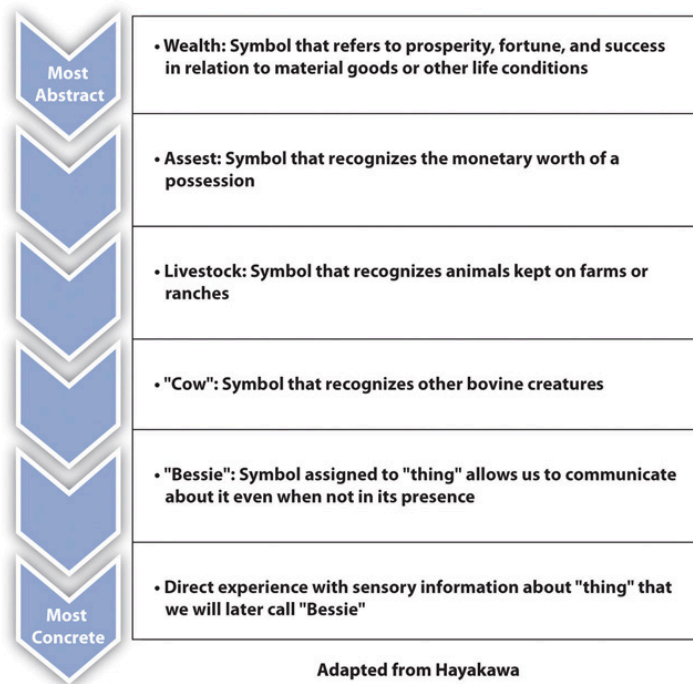 Most
Abstract
• Wealth: Symbol that refers to prosperity, fortune, and success
in relation to material goods or other life conditions
• Assest: Symbol that recognizes the monetary worth of a
possession
• Livestock: Symbol that recognizes animals kept on farms or
ranches
• "Cow": Symbol that recognizes other bovine creatures
• "Bessie": Symbol assigned to "thing" allows us to communicate
about it even when not in its presence
Most
Concrete
• Direct experience with sensory information about "thing" that
we will later call "Bessie"
Adapted from Hayakawa